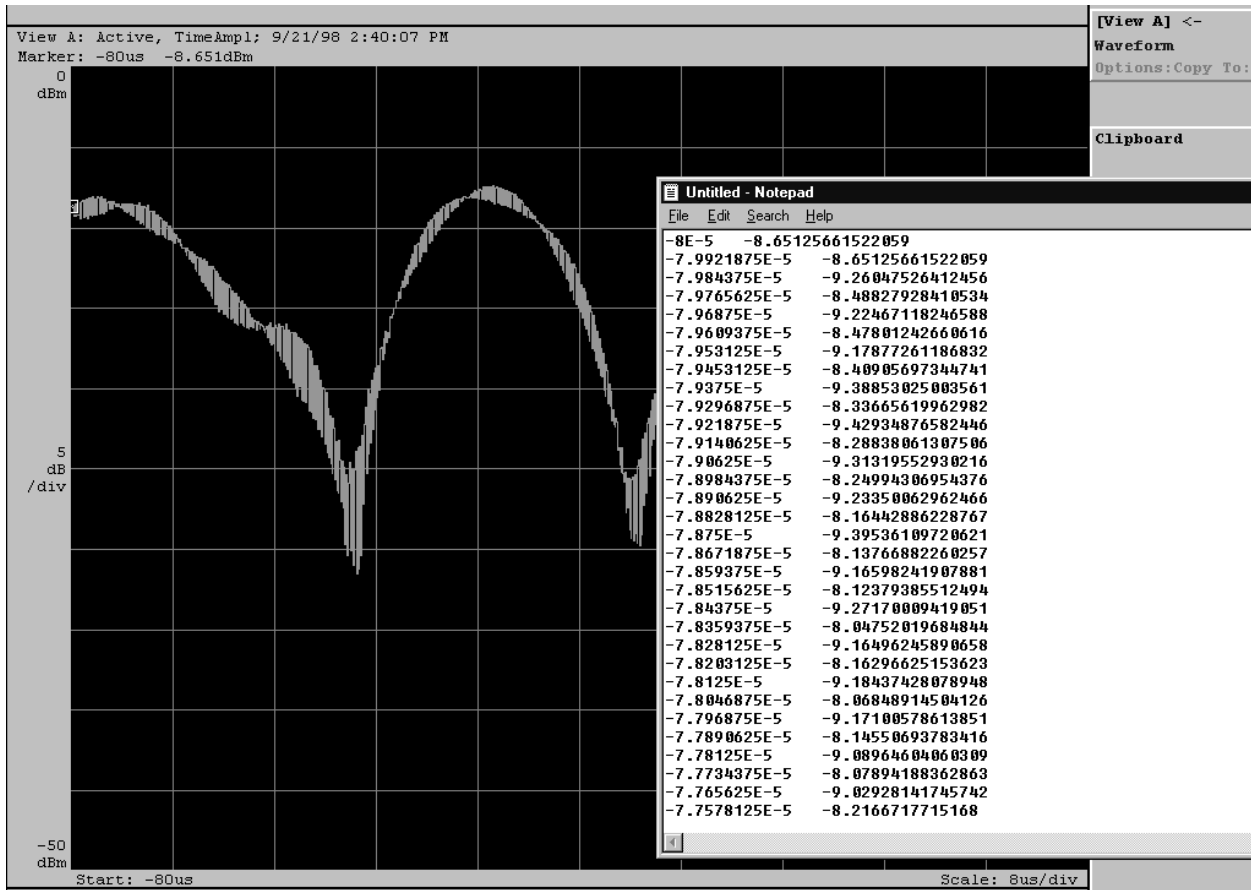 View A: Active, TimeAmpl; 9/21/98 2:40:07 PM
Marker: -80us -8.651dBm
0
dBm
5
dB
/div
-50
dBm
Start: -80us
Scale: 8us/div
[View A] <-
Waveform
Options:Copy To:
Clipboard
Untitled - Notepad
File Edit Search Help
-8E-5 -8.65125661522059
-7.9921875E-5 -8.65125661522059
-7.984375E-5 -9.26047526412456
-7.9765625E-5 -8.48827928410534
-7.96875E-5 -9.22467118246588
-7.9609375E-5 -8.47801242660616
-7.953125E-5 -9.17877261186832
-7.9453125E-5 -8.40905697344741
-7.9375E-5 -9.38853025003561
-7.9296875E-5 -8.33665619962982
-7.921875E-5 -9.42934876582446
-7.9140625E-5 -8.28838061307506
-7.90625E-5 -9.31319552930216
-7.8984375E-5 -8.24994306954376
-7.890625E-5 -9.23350062962466
-7.8828125E-5 -8.16442886228767
-7.875E-5 -9.39536109720621
-7.8671875E-5 -8.13766882260257
-7.859375E-5 -9.16598241907881
-7.8515625E-5 -8.12379385512494
-7.84375E-5 -9.27170009419051
-7.8359375E-5 -8.04752019684844
-7.828125E-5 -9.16496245890658
-7.8203125E-5 -8.16296625153623
-7.8125E-5 -9.18437428078948
-7.8046875E-5 -8.06848914504126
-7.796875E-5 -9.17100578613851
-7.7890625E-5 -8.14550693783416
-7.78125E-5 -9.08964604060309
-7.7734375E-5 -8.07894188362863
-7.765625E-5 -9.02928141745742
-7.7578125E-5 -8.2166717715168